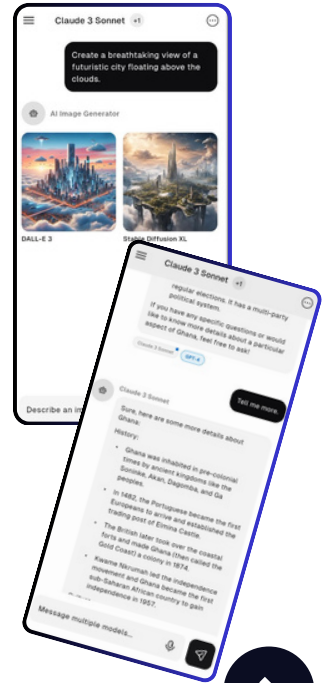 Claude 3 Sonnet +1
Create a breathtaking view of a
futuristic city floating above the
clouds.
AI Image Generator
DALL-E 3
Stable Diffusion XL
Describe an im
Claude 3 Sonnet +1
regular elections. It has a multi-party
political system.
If you have any specific questions or would
like to know more details about a particular
aspect of Ghana, feel free to ask!
Claude 3 Sonnet
Tell me more.
Claude 3 Sonnet
Sure, here are some more details about
Ghana:
History:
• Ghana was inhabited in pre-colonial
times by ancient kingdoms like the
Soninke, Akan, Dagomba, and Ga
peoples.
• In 1482, the Portuguese became the first
Europeans to arrive and established the
trading post of Elmina Castle.
• The British later took over the coastal
forts and made Ghana (then called the
Gold Coast) a colony in 1874.
• Kwame Nkrumah led the independence
movement and Ghana became the first
sub-Saharan African country to gain
independence in 1957.
Message multiple models...